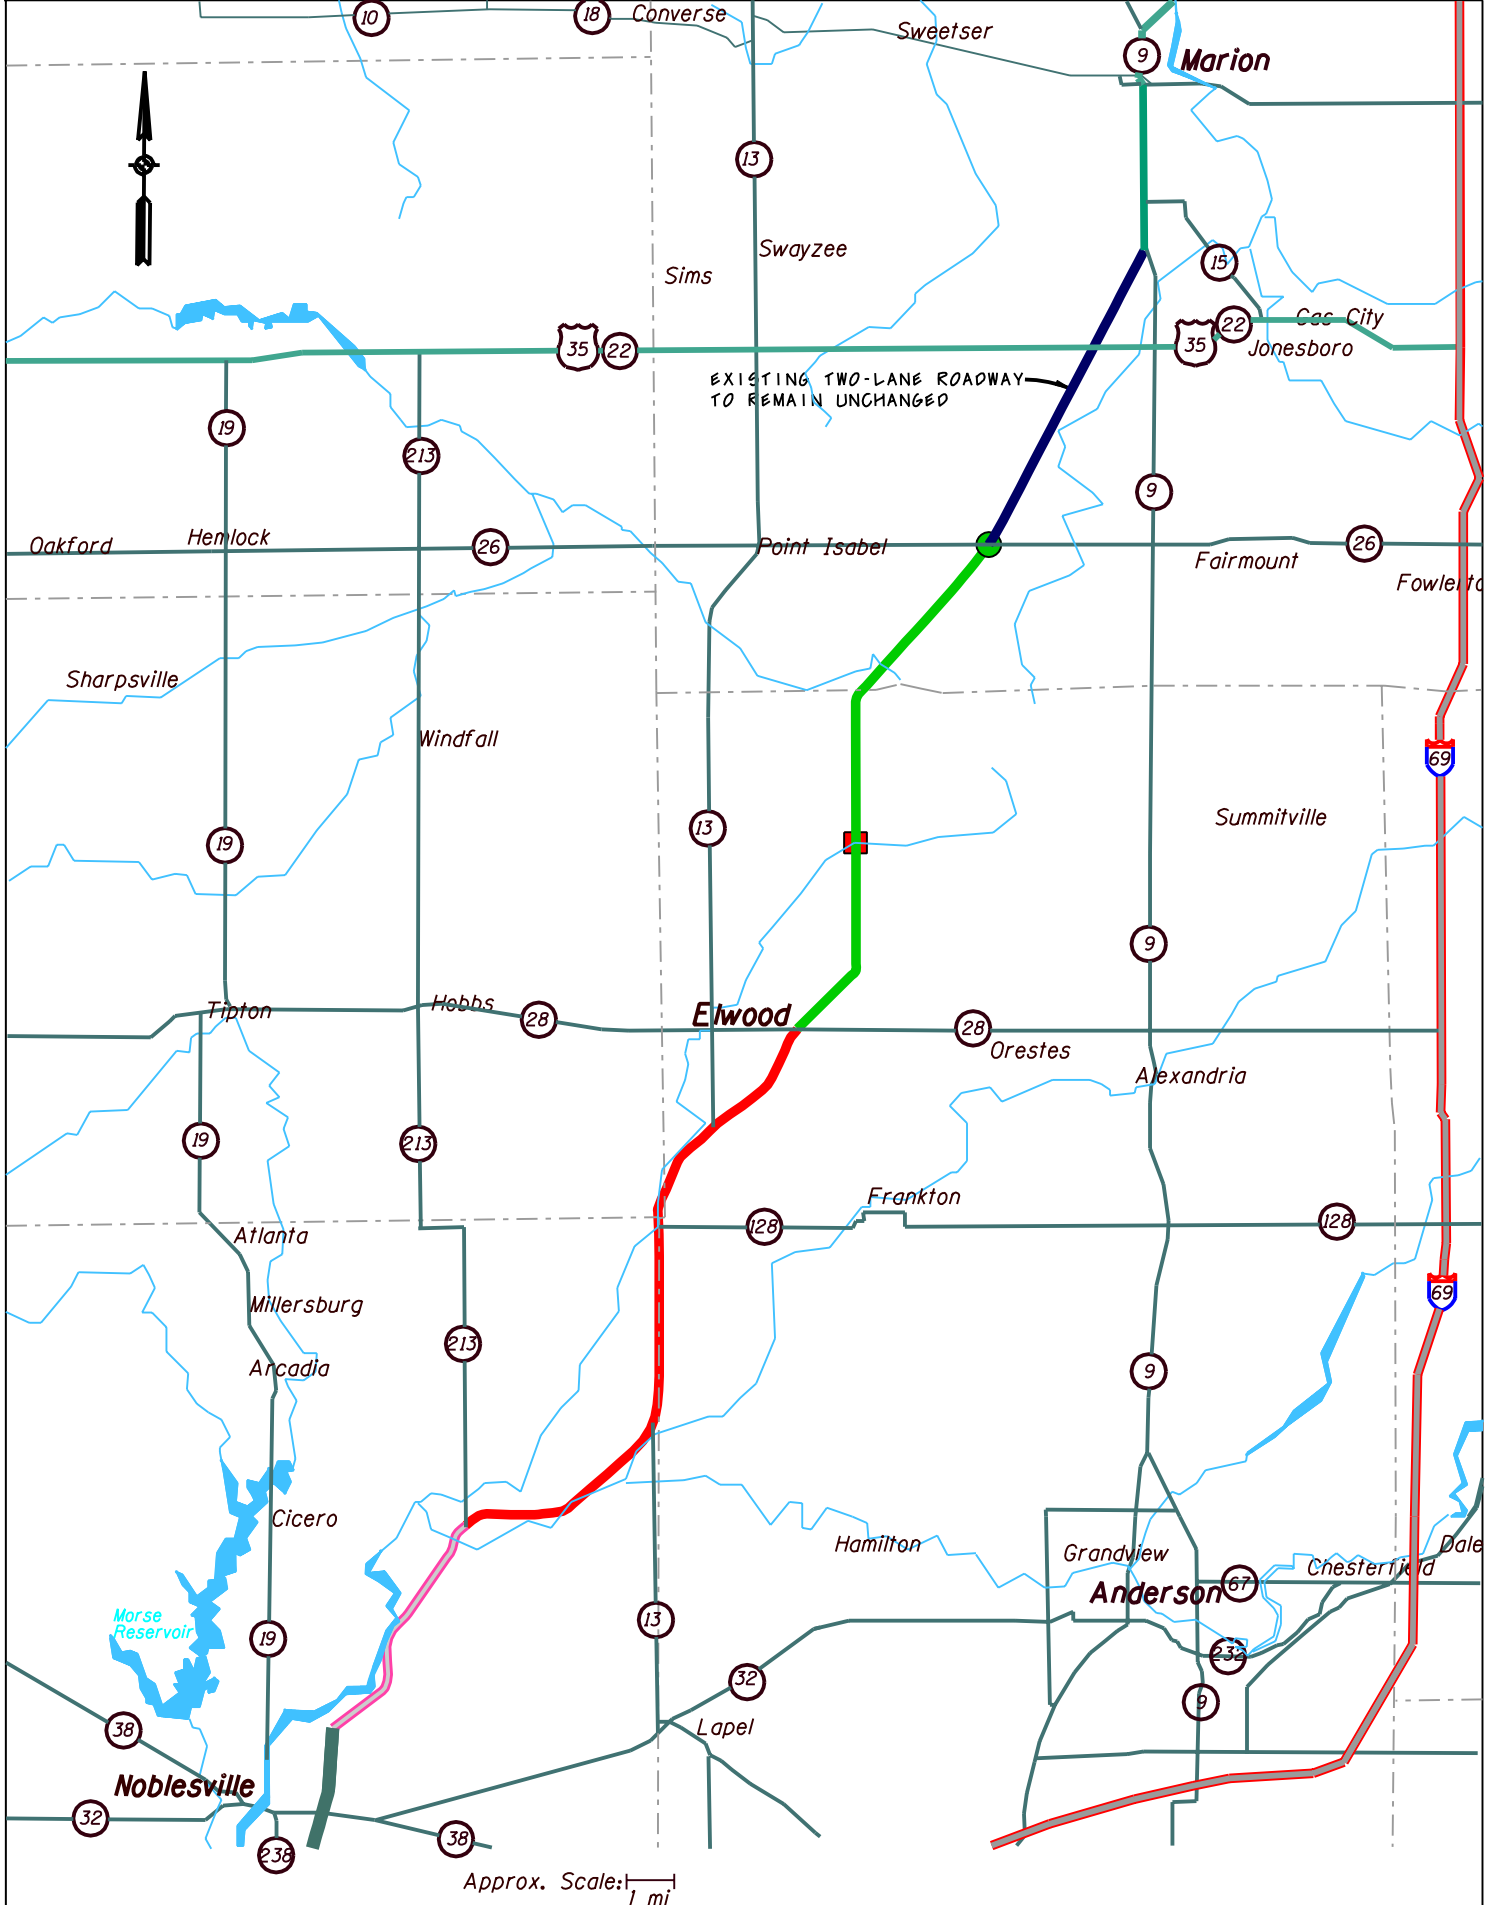 10
18
Converse
Sweetser
9
Marion
13
Swayzee
Sims
15
22
Gas City
35
22
35
Jonesboro
EXISTING TWO-LANE ROADWAY
TO REMAIN UNCHANGED
19
213
9
Oakford
Hemlock
26
Point Isabel
26
Fairmount
Sharpsville
Windfall
69
Summitville
13
19
9
Tipton
Hobbs
28
Elwood
28
Orestes
Alexandria
19
213
Frankton
128
128
Atlanta
Millersburg
69
213
Arcadia
9
Cicero
Hamilton
Grandview
Chesterfield
Dale
Anderson
67
Morse
Reservoir
19
13
232
32
9
38
Lapel
Noblesville
32
38
238
Approx. Scale:
1 mi